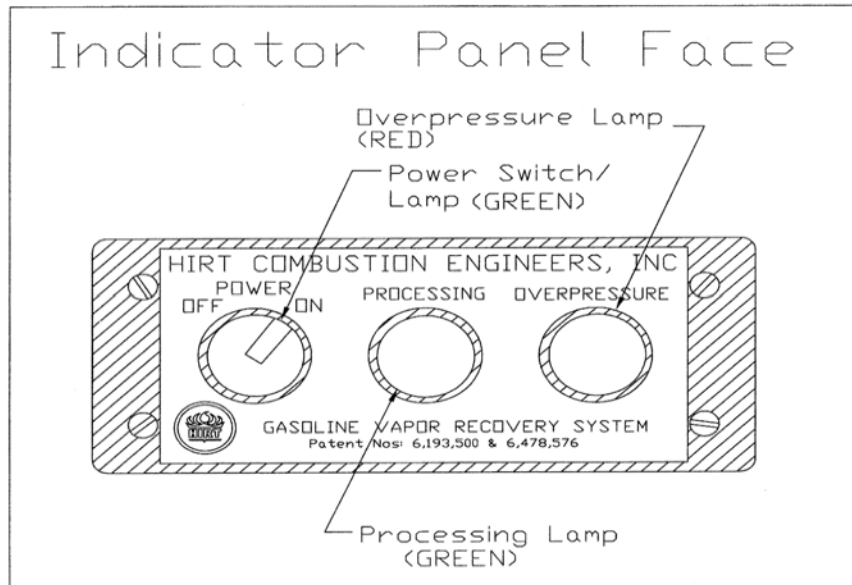 Indicator Panel Face
Overpressure Lamp
(RED)
Power Switch/
Lamp (GREEN)
HIRT COMBUSTION ENGINEERS, INC
POWER
OFF ON
PROCESSING
OVERPRESSURE
HIRT
GASOLINE VAPOR RECOVERY SYSTEM
Patent Nos: 6,193,500 & 6,478,576
Processing Lamp
(GREEN)